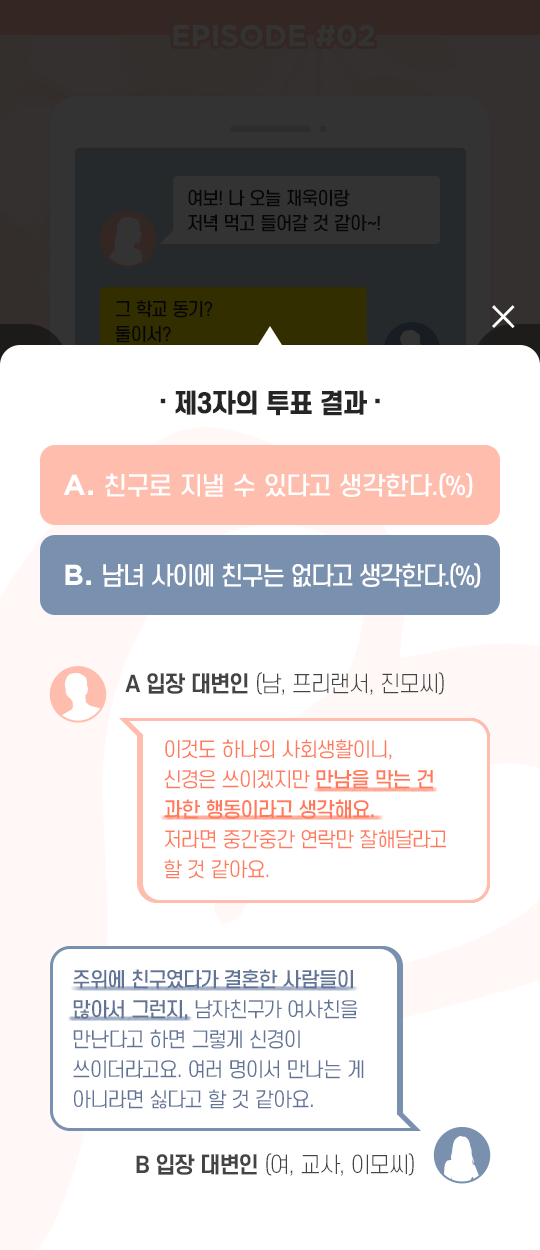 EPISODE #02
여보! 나 오늘 재욱이랑
저녁 먹고 들어갈 것 같아~!
그 학교 동기?
둘이서?
· 제3자의 투표 결과 ·
A. 친구로 지낼 수 있다고 생각한다.(%)
B. 남녀 사이에 친구는 없다고 생각한다.(%)
A 입장 대변인 (남, 프리랜서, 진모씨)
이것도 하나의 사회생활이니,
신경은 쓰이겠지만 만남을 막는 건
과한 행동이라고 생각해요.
저라면 중간중간 연락만 잘해달라고
할 것 같아요.
주위에 친구였다가 결혼한 사람들이
많아서 그런지, 남자친구가 여사친을
만난다고 하면 그렇게 신경이
쓰이더라고요. 여러 명이서 만나는 게
아니라면 싫다고 할 것 같아요.
B 입장 대변인 (여, 교사, 이모씨)